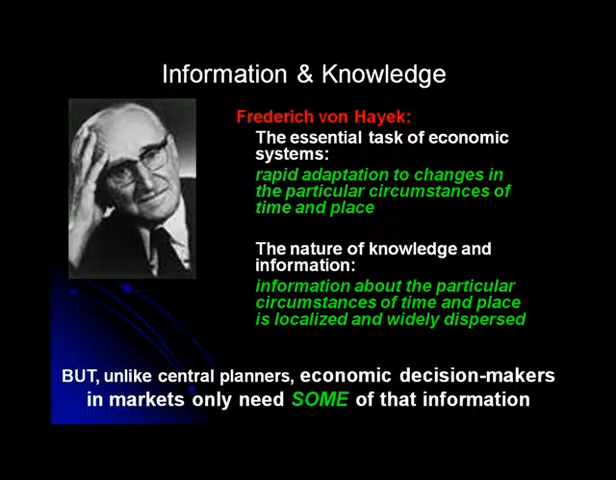 Information & Knowledge
Frederich von Hayek:
The essential task of economic
systems:
rapid adaptation to changes in
the particular circumstances of
time and place
The nature of knowledge and
information:
information about the particular
circumstances of time and place
is localized and widely dispersed
BUT, unlike central planners, economic decision-makers
in markets only need SOME of that information